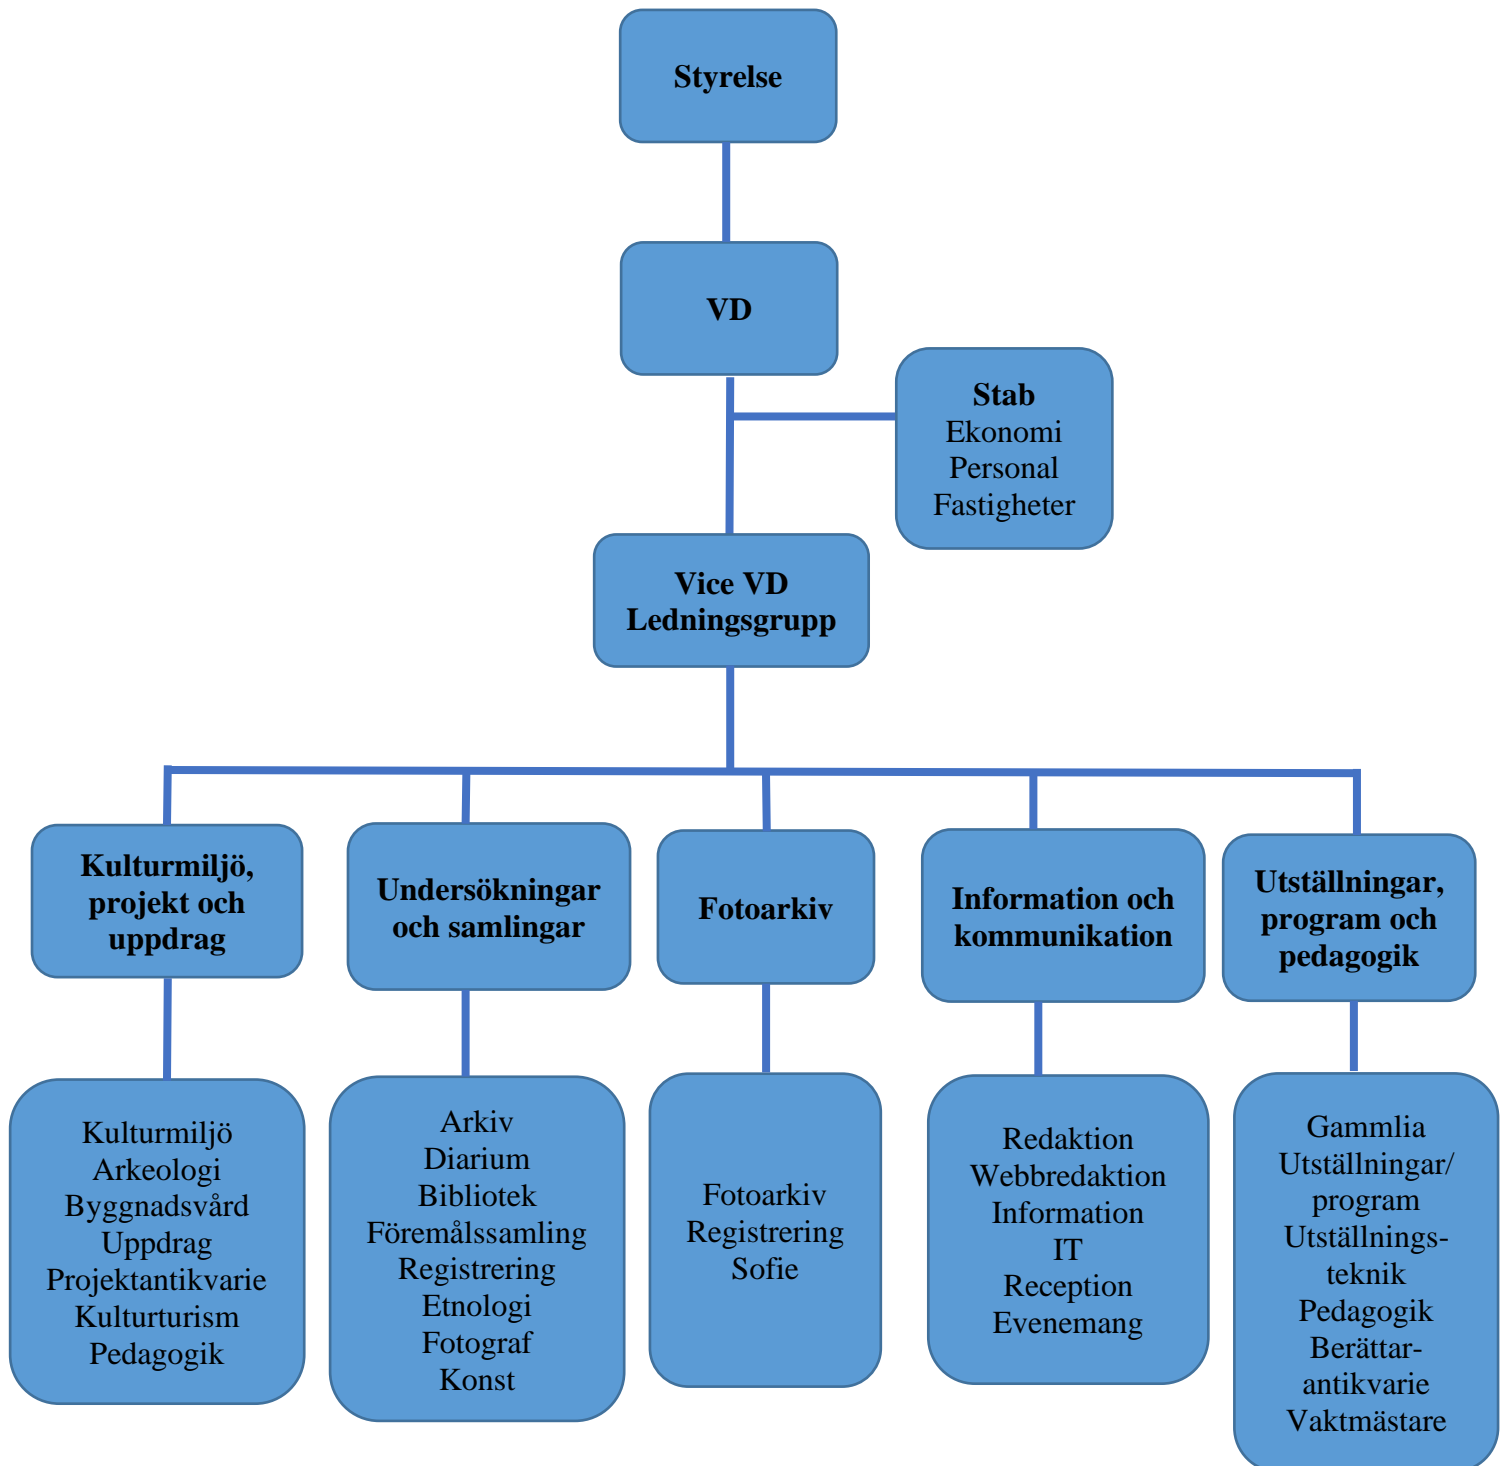 Styrelse
VD
Stab
Ekonomi
Personal
Fastigheter
Vice VD
Ledningsgrupp
Kulturmiljö,
projekt och
uppdrag
Undersökningar
och samlingar
Fotoarkiv
Information och
kommunikation
Utställningar,
program och
pedagogik
Kulturmiljö
Arkeologi
Byggnadsvård
Uppdrag
Projektantikvarie
Kulturturism
Pedagogik
Arkiv
Diarium
Bibliotek
Föremålssamling
Registrering
Etnologi
Fotograf
Konst
Fotoarkiv
Registrering
Sofie
Redaktion
Webbredaktion
Information
IT
Reception
Evenemang
Gammlia
Utställningar/
program
Utställnings-
teknik
Pedagogik
Berättar-
antikvarie
Vaktmästare